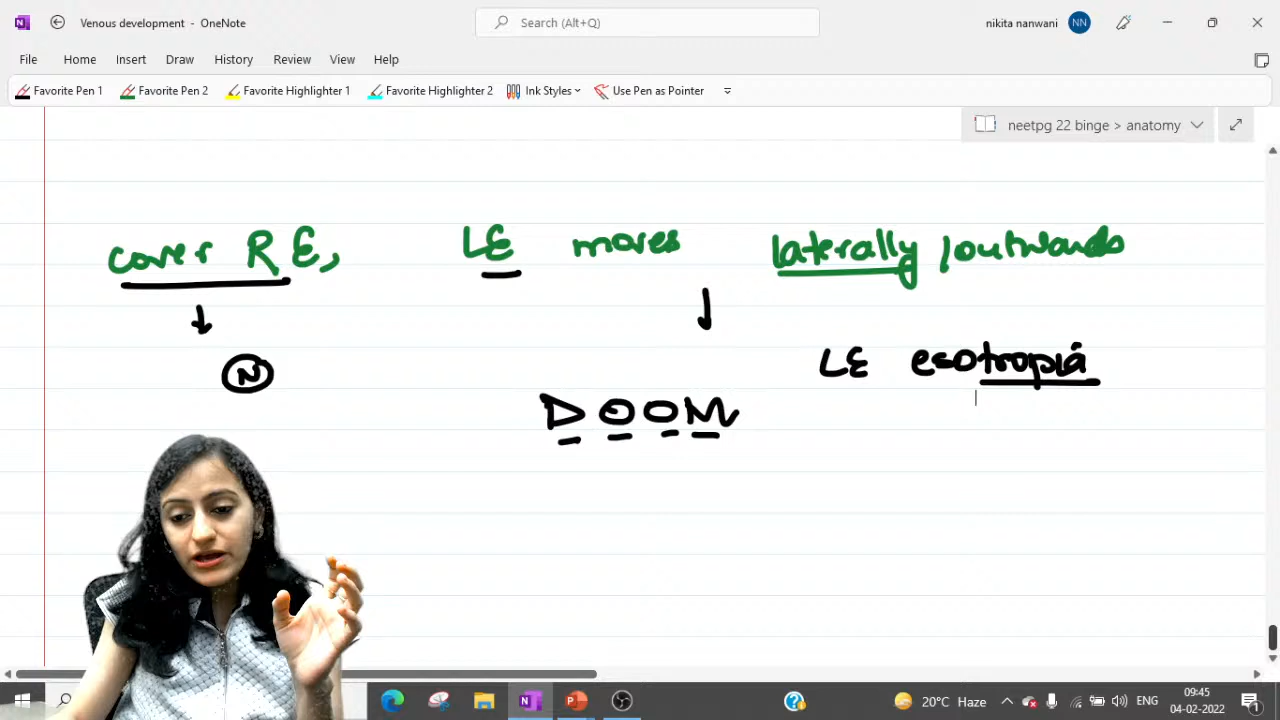 Venous development - OneNote
Search (Alt+Q)
nikita nanwani
NN
File Home Insert Draw History Review View Help
Favorite Pen 1 Favorite Pen 2 Favorite Highlighter 1 Favorite Highlighter 2 Ink Styles Use Pen as Pointer
neetpg 22 binge > anatomy
cover RE, LE moves laterally/outwards
N
LE esotropia
DOOM
20°C Haze
ENG
09:45
04-02-2022
1